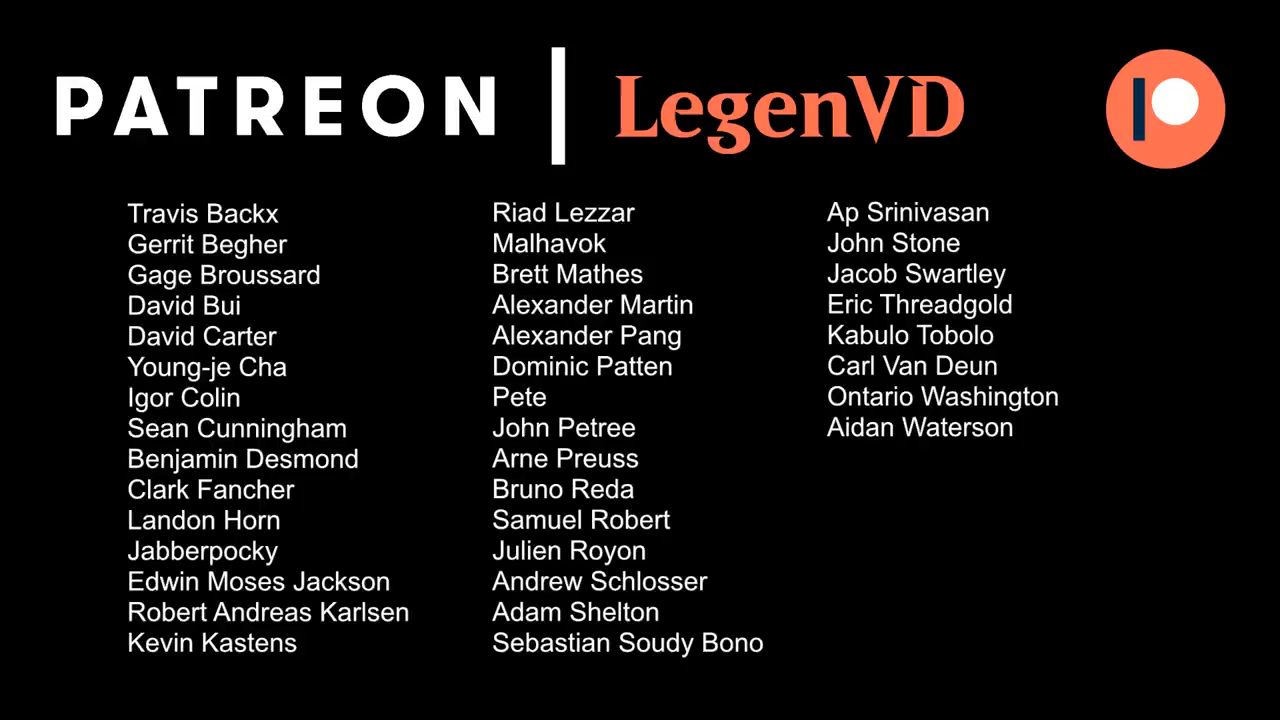 PATREON | LegenVD
Travis Backx
Gerrit Begher
Gage Broussard
David Bui
David Carter
Young-je Cha
Igor Colin
Sean Cunningham
Benjamin Desmond
Clark Fancher
Landon Horn
Jabberpocky
Edwin Moses Jackson
Robert Andreas Karlsen
Kevin Kastens
Riad Lezzar
Malhavok
Brett Mathes
Alexander Martin
Alexander Pang
Dominic Patten
Pete
John Petree
Arne Preuss
Bruno Reda
Samuel Robert
Julien Royon
Andrew Schlosser
Adam Shelton
Sebastian Soudy Bono
Ap Srinivasan
John Stone
Jacob Swartley
Eric Threadgold
Kabulo Tobolo
Carl Van Deun
Ontario Washington
Aidan Waterson